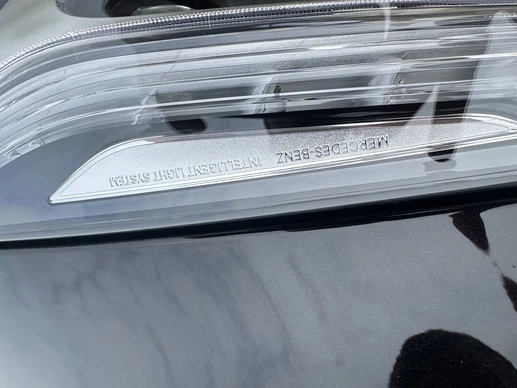 MERCEDES-BENZ
INTELLIGENT LIGHT SYSTEM